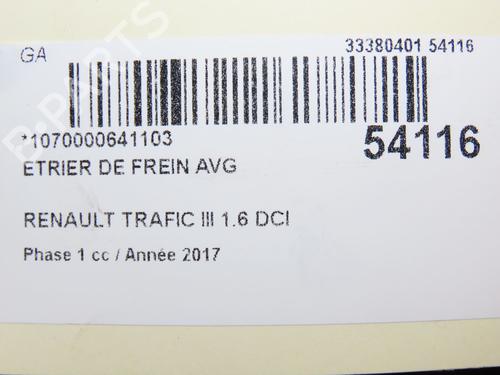 GA
33380401 54116
*1070000641103
54116
ETRIER DE FREIN AVG
RENAULT TRAFIC III 1.6 DCI
Phase 1 cc / Année 2017